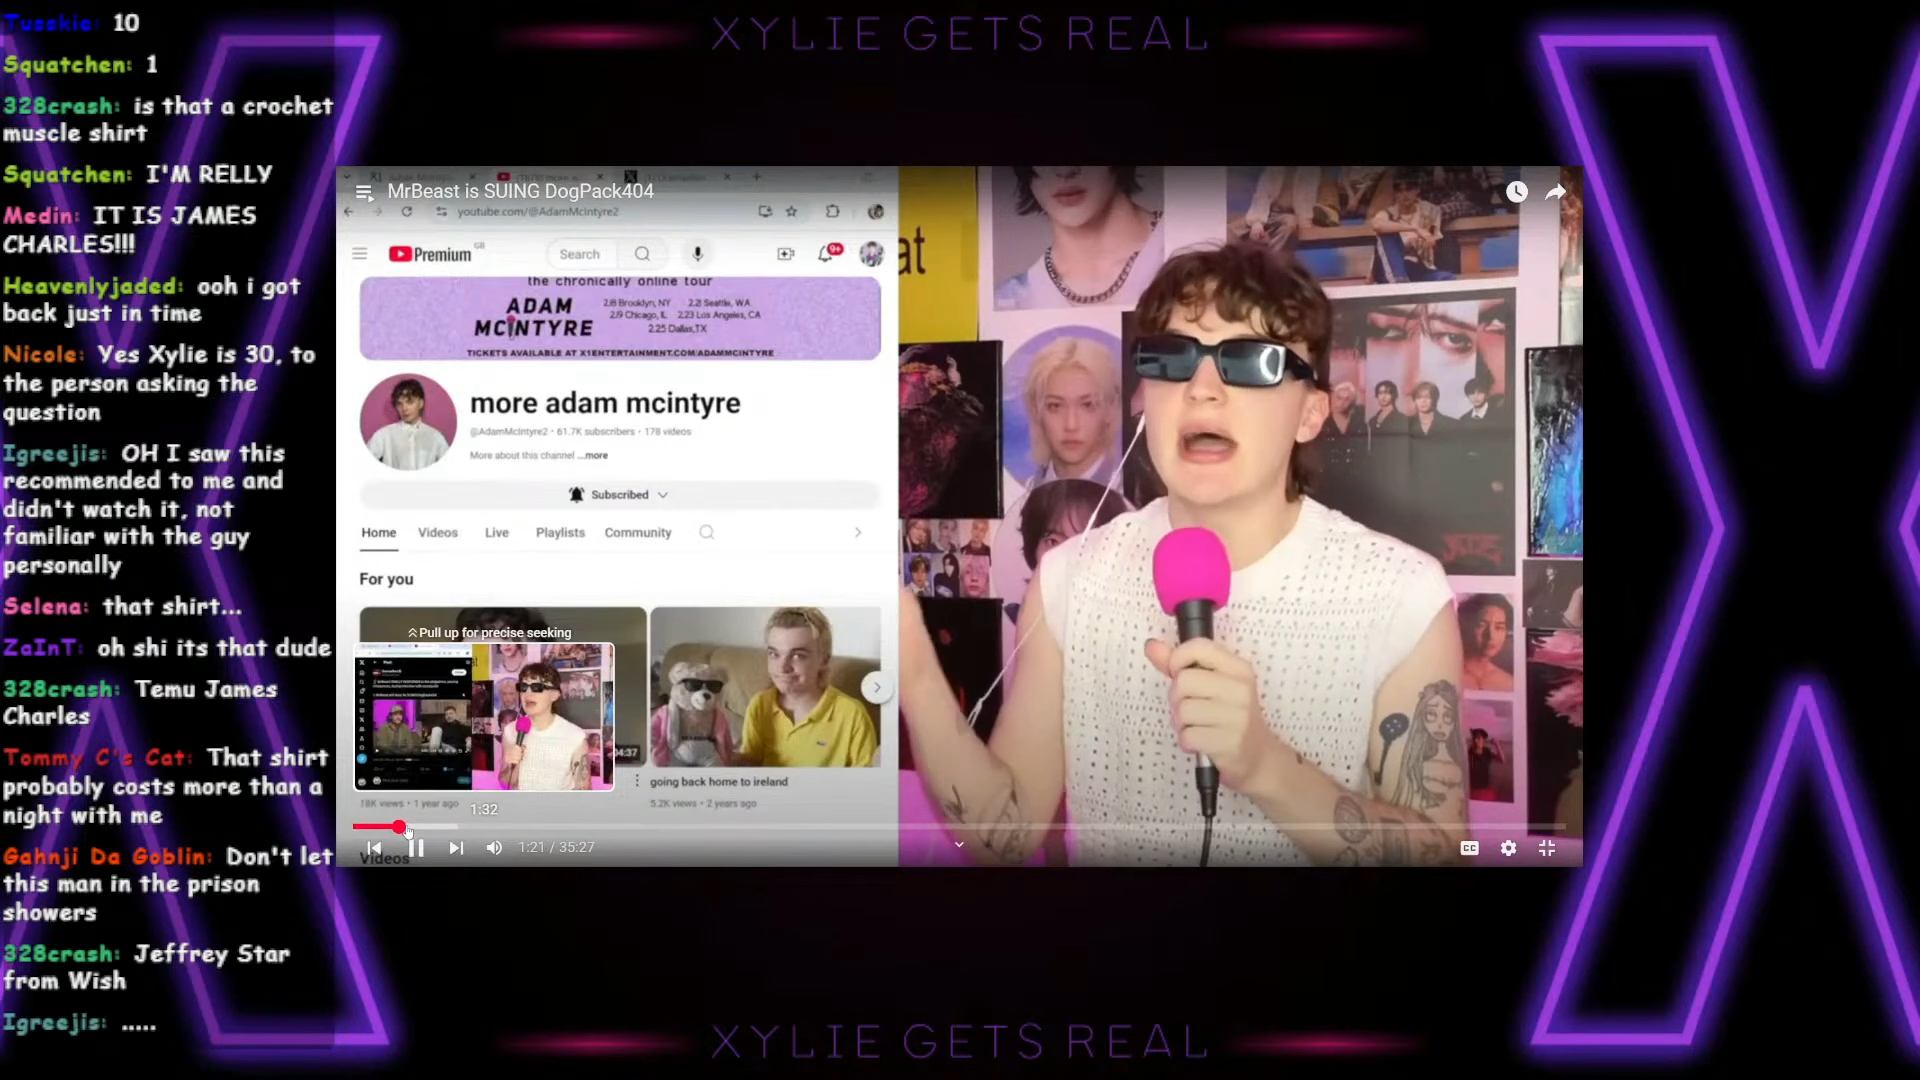 XYLIE GETS REAL
Tusskie: 10
Squatchen: 1
328crash: is that a crochet
muscle shirt
Squatchen: I'M RELLY
Medin: IT IS JAMES
CHARLES!!!
Heavenlyjaded: ooh i got
back just in time
Nicole: Yes Xylie is 30, to
the person asking the
question
Igreejis: OH I saw this
recommended to me and
didn't watch it, not
familiar with the guy
personally
Selena: that shirt...
ZaInT: oh shi its that dude
328crash: Temu James
Charles
Tommy C's Cat: That shirt
probably costs more than a
night with me
Gahnji Da Goblin: Don't let
this man in the prison
showers
328crash: Jeffrey Star
from Wish
Igreejis: .....
MrBeast is SUING DogPack404
youtube.com/@AdamMcIntyre2
Premium GB
Search
9+
the chronically online tour
ADAM
MCINTYRE
2.8 Brooklyn, NY 2.21 Seattle, WA
2.19 Chicago, IL 2.23 Los Angeles, CA
2.25 Dallas,TX
TICKETS AVAILABLE AT X1ENTERTAINMENT.COM/ADAMMCINTYRE
more adam mcintyre
@AdamMcIntyre2 • 61.7K subscribers • 178 videos
More about this channel ...more
Subscribed
Home Videos Live Playlists Community
For you
Pull up for precise seeking
04:37
going back home to ireland
18K views • 1 year ago
5.2K views • 2 years ago
1:32
1:21 / 35:27
CC
Videos
at
XYLIE GETS REAL